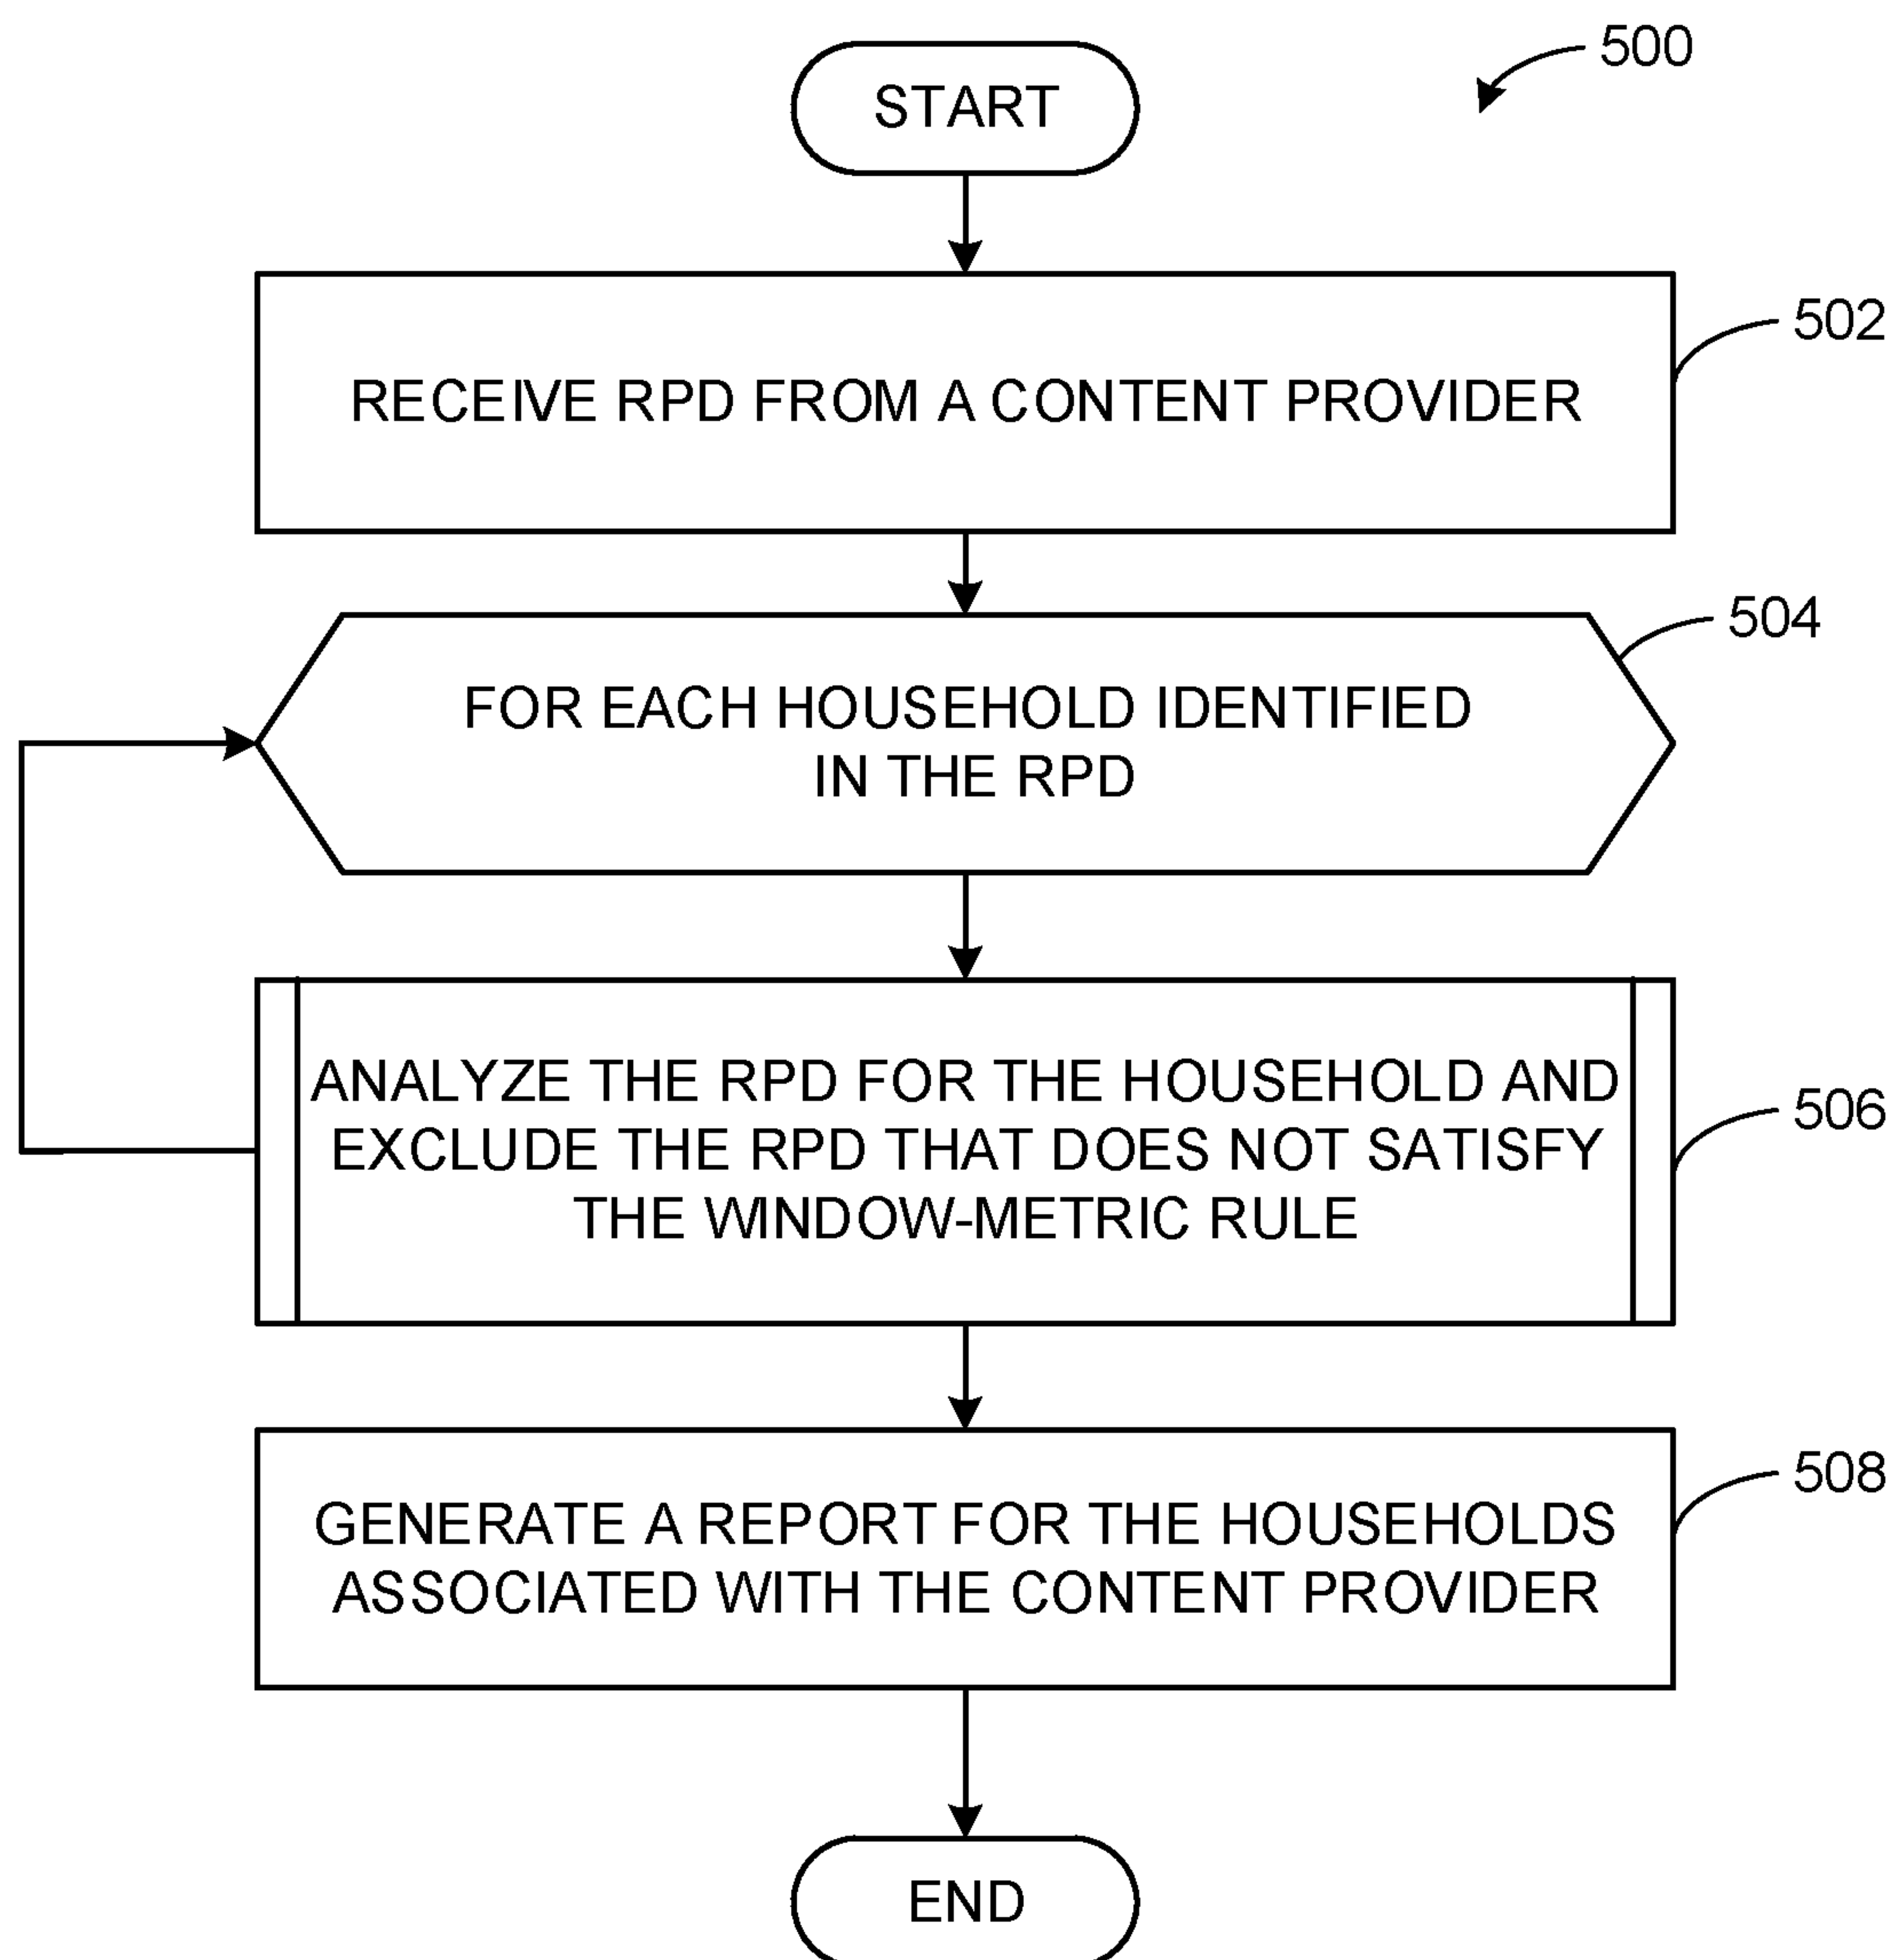 500
START
502
RECEIVE RPD FROM A CONTENT PROVIDER
504
FOR EACH HOUSEHOLD IDENTIFIED
IN THE RPD
ANALYZE THE RPD FOR THE HOUSEHOLD AND
EXCLUDE THE RPD THAT DOES NOT SATISFY
THE WINDOW-METRIC RULE
506
508
GENERATE A REPORT FOR THE HOUSEHOLDS
ASSOCIATED WITH THE CONTENT PROVIDER
END